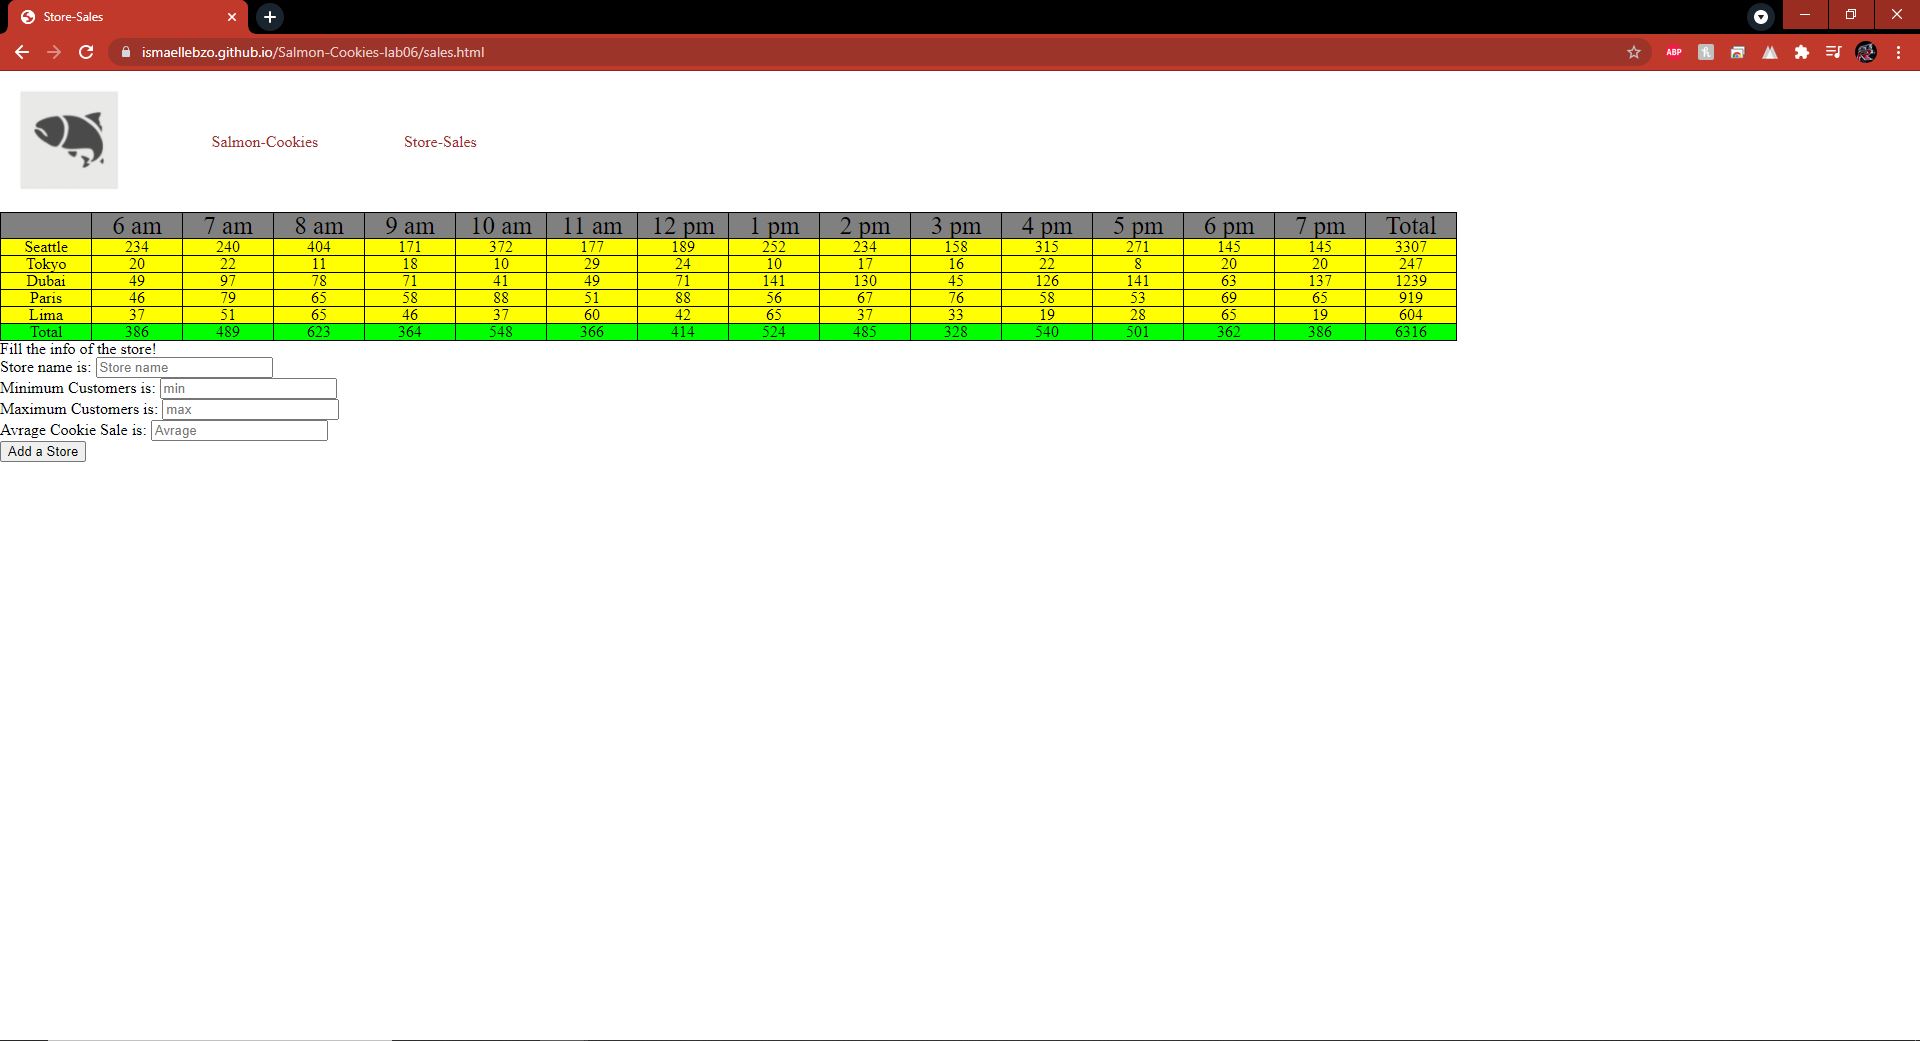 Store-Sales
ismaellebzo.github.io/Salmon-Cookies-lab06/sales.html
ABP
Salmon-Cookies Store-Sales
6 am 7 am 8 am 9 am 10 am 11 am 12 pm 1 pm 2 pm 3 pm 4 pm 5 pm 6 pm 7 pm Total
Seattle 234 240 404 171 372 177 189 252 234 158 315 271 145 145 3307
Tokyo 20 22 11 18 10 29 24 10 17 16 22 8 20 20 247
Dubai 49 97 78 71 41 49 71 141 130 45 126 141 63 137 1239
Paris 46 79 65 58 88 51 88 56 67 76 58 53 69 65 919
Lima 37 51 65 46 37 60 42 65 37 33 19 28 65 19 604
Total 386 489 623 364 548 366 414 524 485 328 540 501 362 386 6316
Fill the info of the store!
Store name is: Store name
Minimum Customers is: min
Maximum Customers is: max
Avrage Cookie Sale is: Avrage
Add a Store